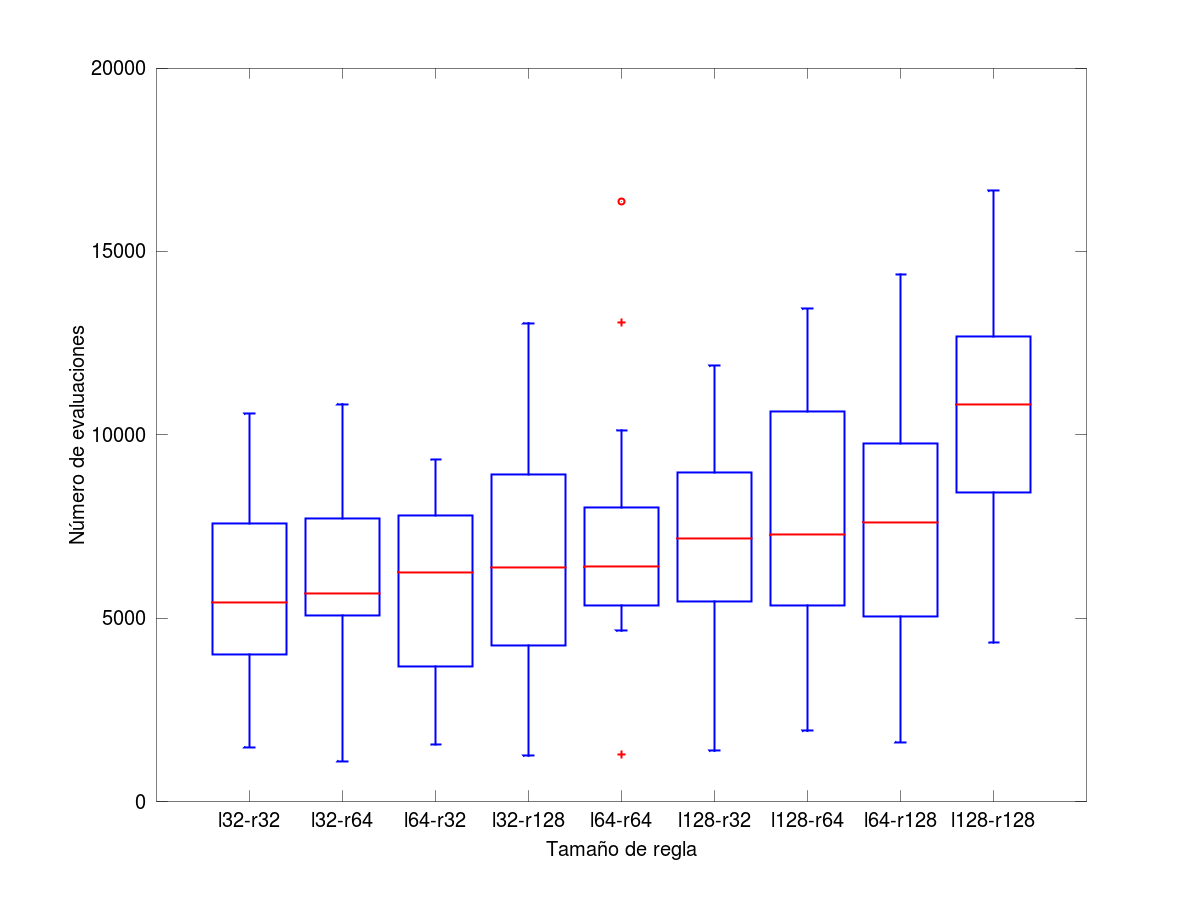 20000
15000
10000
5000
0
Número de evaluaciones
l32-r32 l32-r64 l64-r32 l32-r128 l64-r64 l128-r32 l128-r64 l64-r128 l128-r128
Tamaño de regla